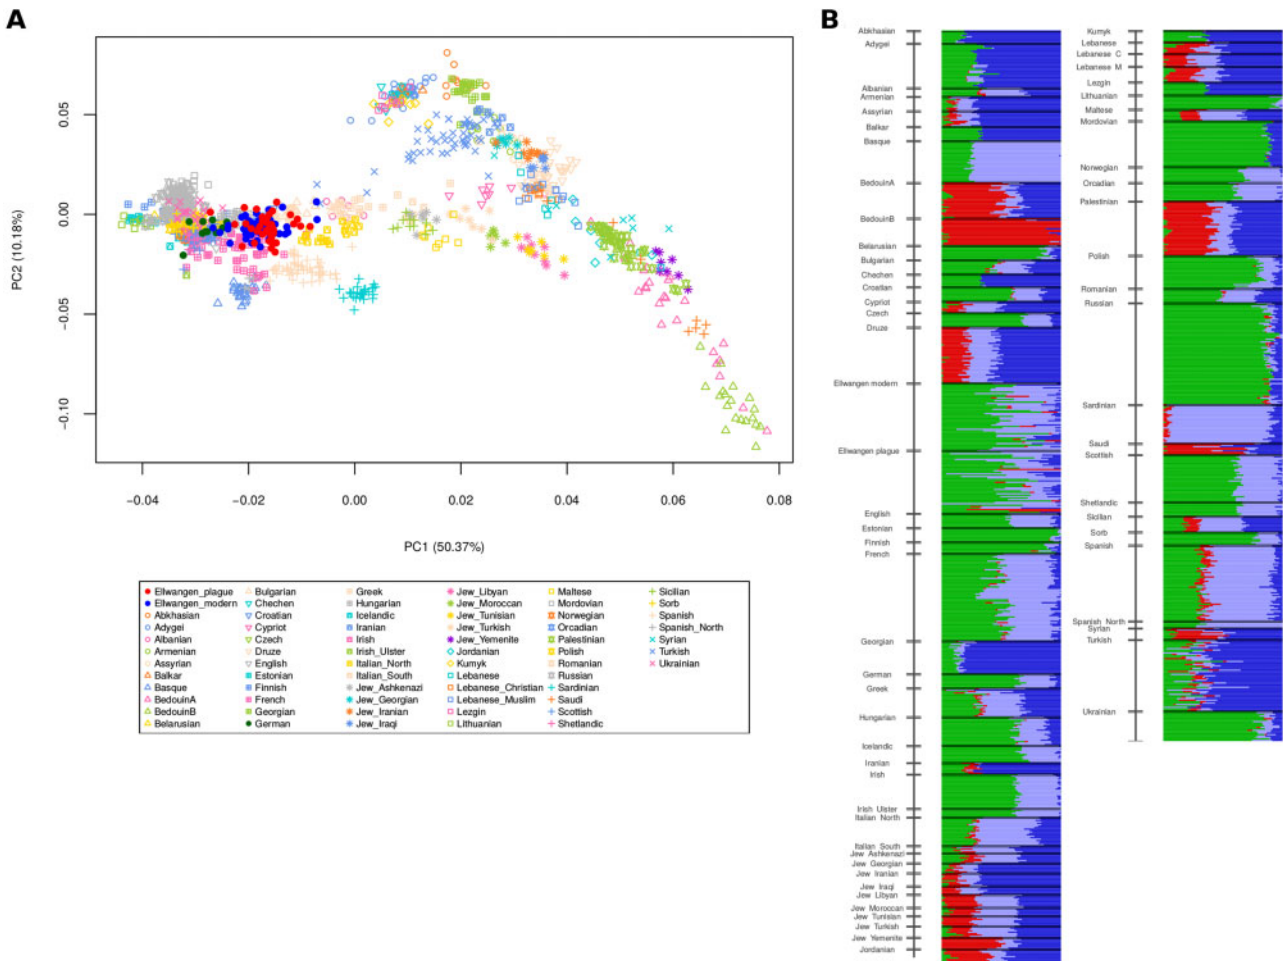 A
B
0.05
0.00
−0.05
−0.10
PC2 (10.18%)
−0.04
−0.02
0.00
0.02
0.04
0.06
0.08
PC1 (50.37%)
Ellwangen_plague
Ellwangen_modern
Abkhasian
Adygei
Albanian
Armenian
Assyrian
Balkar
Basque
BedouinA
BedouinB
Belarusian
Bulgarian
Chechen
Croatian
Cypriot
Czech
Druze
English
Estonian
Finnish
French
Georgian
German
Greek
Hungarian
Icelandic
Iranian
Irish
Irish_Ulster
Italian_North
Italian_South
Jew_Ashkenazi
Jew_Georgian
Jew_Iranian
Jew_Iraqi
Jew_Libyan
Jew_Moroccan
Jew_Tunisian
Jew_Turkish
Jew_Yemenite
Jordanian
Kumyk
Lebanese
Lebanese_Christian
Lebanese_Muslim
Lezgin
Lithuanian
Maltese
Mordovian
Norwegian
Orcadian
Palestinian
Polish
Romanian
Russian
Sardinian
Saudi
Scottish
Shetlandic
Sicilian
Sorb
Spanish
Spanish_North
Syrian
Turkish
Ukrainian
Abkhasian
Adygei
Albanian
Armenian
Assyrian
Balkar
Basque
BedouinA
BedouinB
Belarusian
Bulgarian
Chechen
Croatian
Cypriot
Czech
Druze
Ellwangen modern
Ellwangen plague
English
Estonian
Finnish
French
Georgian
German
Greek
Hungarian
Icelandic
Iranian
Irish
Irish Ulster
Italian North
Italian South
Jew Ashkenazi
Jew Georgian
Jew Iranian
Jew Iraqi
Jew Libyan
Jew Moroccan
Jew Tunisian
Jew Turkish
Jew Yemenite
Jordanian
Kumyk
Lebanese
Lebanese C
Lebanese M
Lezgin
Lithuanian
Maltese
Mordovian
Norwegian
Orcadian
Palestinian
Polish
Romanian
Russian
Sardinian
Saudi
Scottish
Shetlandic
Sicilian
Sorb
Spanish
Spanish North
Syrian
Turkish
Ukrainian